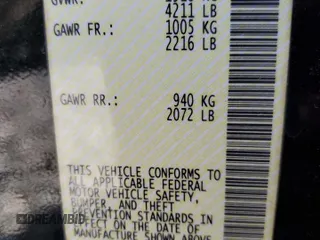 GVWR:
4211 LB
GAWR FR.: 1005 KG
2216 LB
GAWR RR.: 940 KG
2072 LB
THIS VEHICLE CONFORMS TO
ALL APPLICABLE FEDERAL
MOTOR VEHICLE SAFETY,
BUMPER, AND THEFT
PREVENTION STANDARDS IN
EFFECT ON THE DATE OF
MANUFACTURE SHOWN ABOVE
DREAMBID